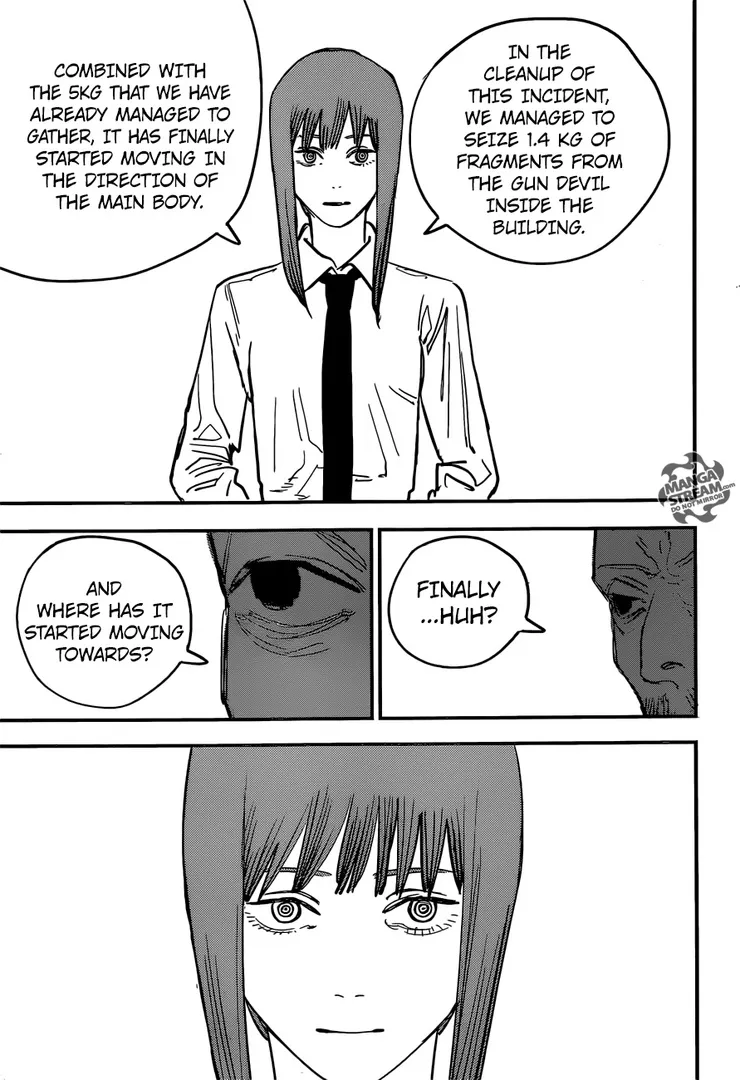 IN THE
CLEANUP OF
THIS INCIDENT,
WE MANAGED TO
SEIZE 1.4 KG OF
FRAGMENTS FROM
THE GUN DEVIL
INSIDE THE
BUILDING.
COMBINED WITH
THE 5KG THAT WE HAVE
ALREADY MANAGED TO
GATHER, IT HAS FINALLY
STARTED MOVING IN
THE DIRECTION OF
THE MAIN BODY.
MANGA
STREAM.com
DO NOT MIRROR
FINALLY
...HUH?
AND
WHERE HAS IT
STARTED MOVING
TOWARDS?